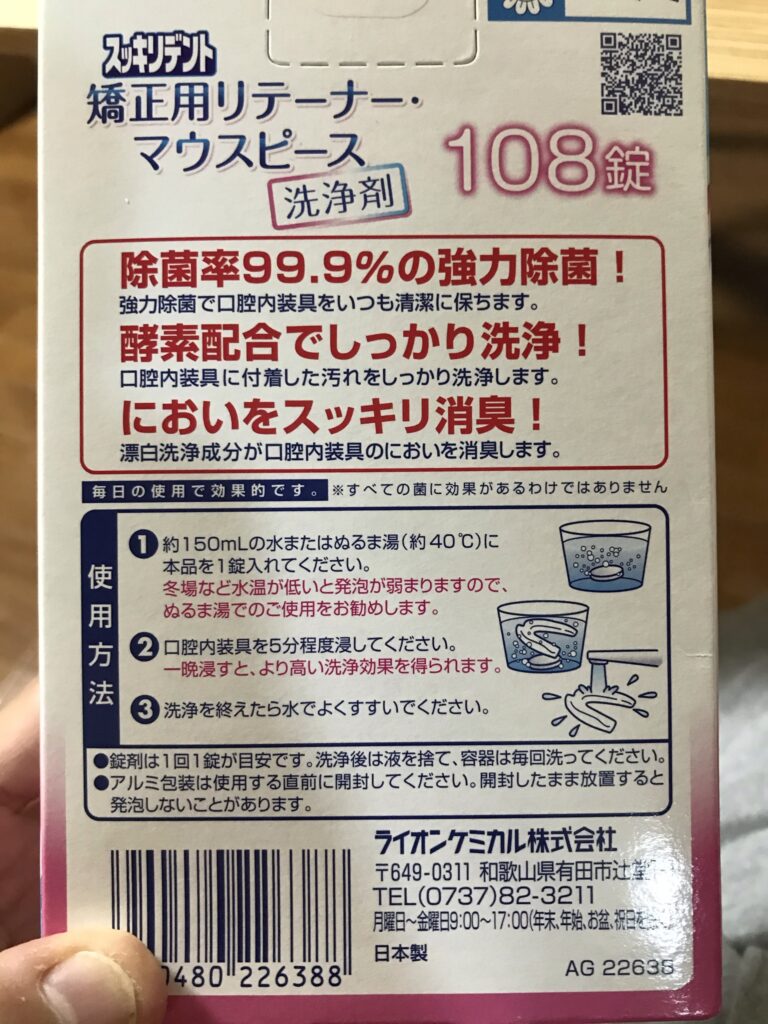 スッキリデント
矯正用リテーナー・
マウスピース
洗浄剤
108錠
除菌率99.9%の強力除菌！
強力除菌で口腔内装具をいつも清潔に保ちます。
酵素配合でしっかり洗浄！
口腔内装具に付着した汚れをしっかり洗浄します。
においをスッキリ消臭！
漂白洗浄成分が口腔内装具のにおいを消臭します。
毎日の使用で効果的です。 ※すべての菌に効果があるわけではありません
使用方法
1 約150mLの水またはぬるま湯(約40℃)に
本品を1錠入れてください。
冬場など水温が低いと発泡が弱まりますので、
ぬるま湯でのご使用をお勧めします。
2 口腔内装具を5分程度浸してください。
一晩浸すと、より高い洗浄効果を得られます。
3 洗浄を終えたら水でよくすすいでください。
●錠剤は1回1錠が目安です。洗浄後は液を捨て、容器は毎回洗ってください。
●アルミ包装は使用する直前に開封してください。開封したまま放置すると
発泡しないことがあります。
ライオンケミカル株式会社
〒649-0311 和歌山県有田市辻堂
TEL(0737)82-3211
月曜日〜金曜日9:00〜17:00(年末、年始、お盆、祝日を
日本製
0480 226388
AG 22635